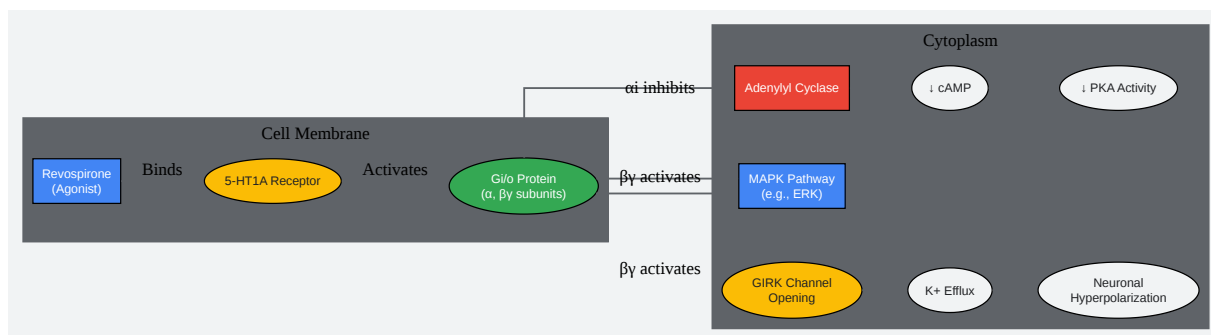 Cytoplasm
αi inhibits
Adenylyl Cyclase
↓ cAMP
↓ PKA Activity
Cell Membrane
Revospirone
(Agonist)
Binds
5-HT1A Receptor
Activates
Gi/o Protein
(α, βγ subunits)
βγ activates
MAPK Pathway
(e.g., ERK)
βγ activates
GIRK Channel
Opening
K+ Efflux
Neuronal
Hyperpolarization